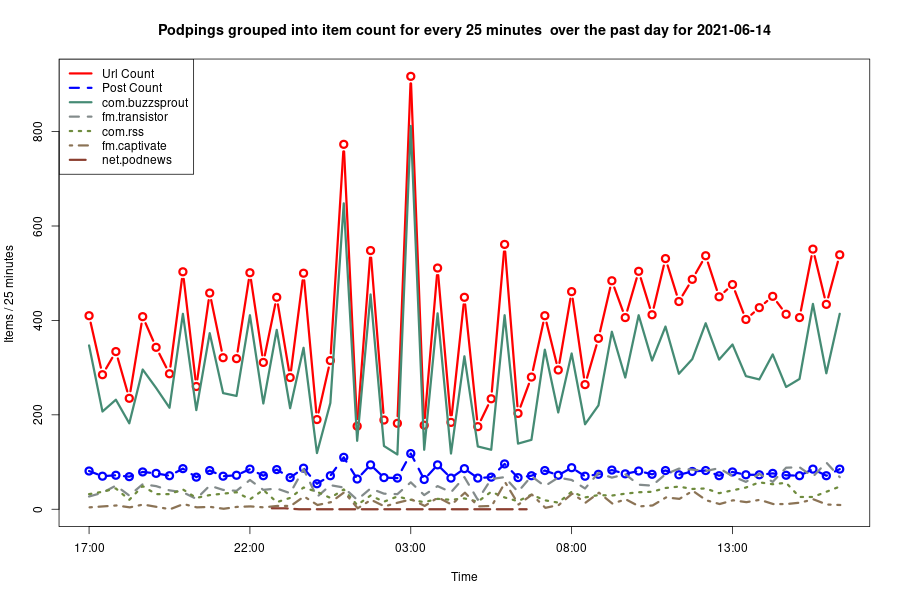 Podpings grouped into item count for every 25 minutes  over the past day for 2021-06-14
Url Count
Post Count
com.buzzsprout
fm.transistor
com.rss
fm.captivate
net.podnews
Items / 25 minutes
800
600
400
200
0
17:00 22:00 03:00 08:00 13:00
Time